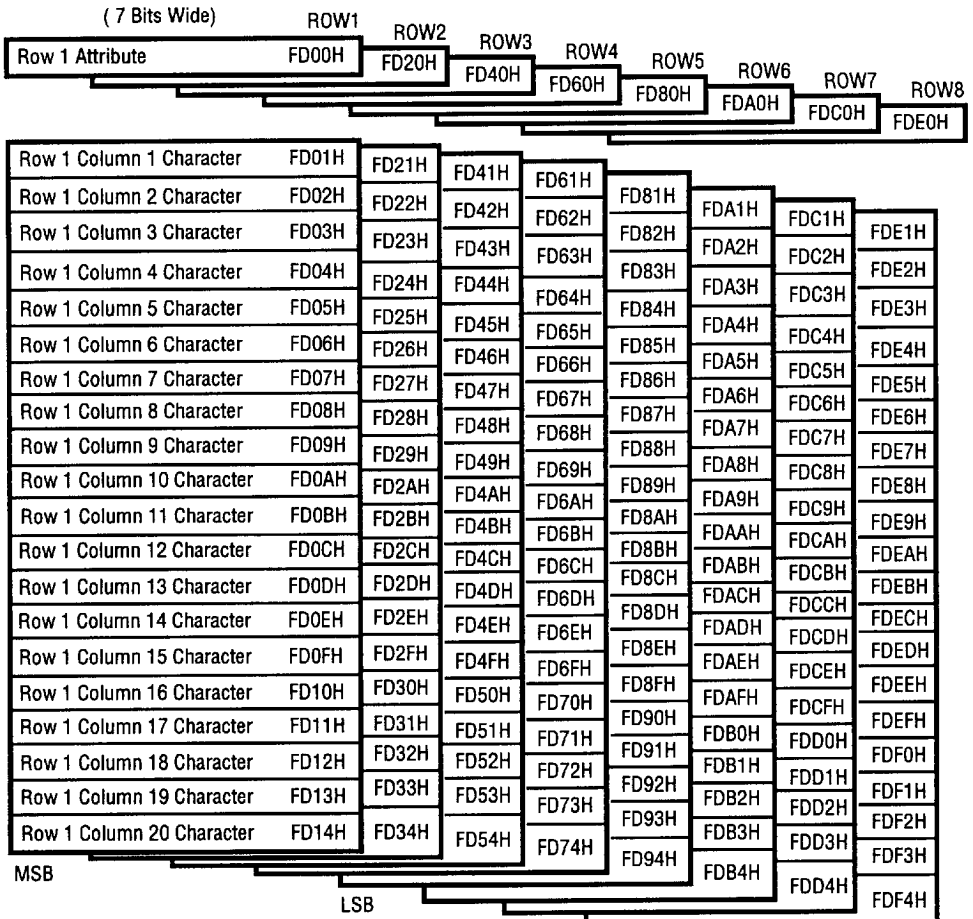 ( 7 Bits Wide)
ROW1 ROW2 ROW3 ROW4 ROW5 ROW6 ROW7 ROW8
Row 1 Attribute FD00H FD20H FD40H FD60H FD80H FDA0H FDC0H FDE0H
Row 1 Column 1 Character FD01H FD21H FD41H FD61H FD81H FDA1H FDC1H FDE1H
Row 1 Column 2 Character FD02H FD22H FD42H FD62H FD82H FDA2H FDC2H FDE2H
Row 1 Column 3 Character FD03H FD23H FD43H FD63H FD83H FDA3H FDC3H FDE3H
Row 1 Column 4 Character FD04H FD24H FD44H FD64H FD84H FDA4H FDC4H FDE4H
Row 1 Column 5 Character FD05H FD25H FD45H FD65H FD85H FDA5H FDC5H FDE5H
Row 1 Column 6 Character FD06H FD26H FD46H FD66H FD86H FDA6H FDC6H FDE6H
Row 1 Column 7 Character FD07H FD27H FD47H FD67H FD87H FDA7H FDC7H FDE7H
Row 1 Column 8 Character FD08H FD28H FD48H FD68H FD88H FDA8H FDC8H FDE8H
Row 1 Column 9 Character FD09H FD29H FD49H FD69H FD89H FDA9H FDC9H FDE9H
Row 1 Column 10 Character FD0AH FD2AH FD4AH FD6AH FD8AH FDAAH FDCAH FDEAH
Row 1 Column 11 Character FD0BH FD2BH FD4BH FD6BH FD8BH FDABH FDCBH FDEBH
Row 1 Column 12 Character FD0CH FD2CH FD4CH FD6CH FD8CH FDACH FDCCH FDECH
Row 1 Column 13 Character FD0DH FD2DH FD4DH FD6DH FD8DH FDADH FDCDH FDEDH
Row 1 Column 14 Character FD0EH FD2EH FD4EH FD6EH FD8EH FDAEH FDCEH FDEEH
Row 1 Column 15 Character FD0FH FD2FH FD4FH FD6FH FD8FH FDAFH FDCFH FDEFH
Row 1 Column 16 Character FD10H FD30H FD50H FD70H FD90H FDB0H FDD0H FDF0H
Row 1 Column 17 Character FD11H FD31H FD51H FD71H FD91H FDB1H FDD1H FDF1H
Row 1 Column 18 Character FD12H FD32H FD52H FD72H FD92H FDB2H FDD2H FDF2H
Row 1 Column 19 Character FD13H FD33H FD53H FD73H FD93H FDB3H FDD3H FDF3H
Row 1 Column 20 Character FD14H FD34H FD54H FD74H FD94H FDB4H FDD4H FDF4H
MSB
LSB